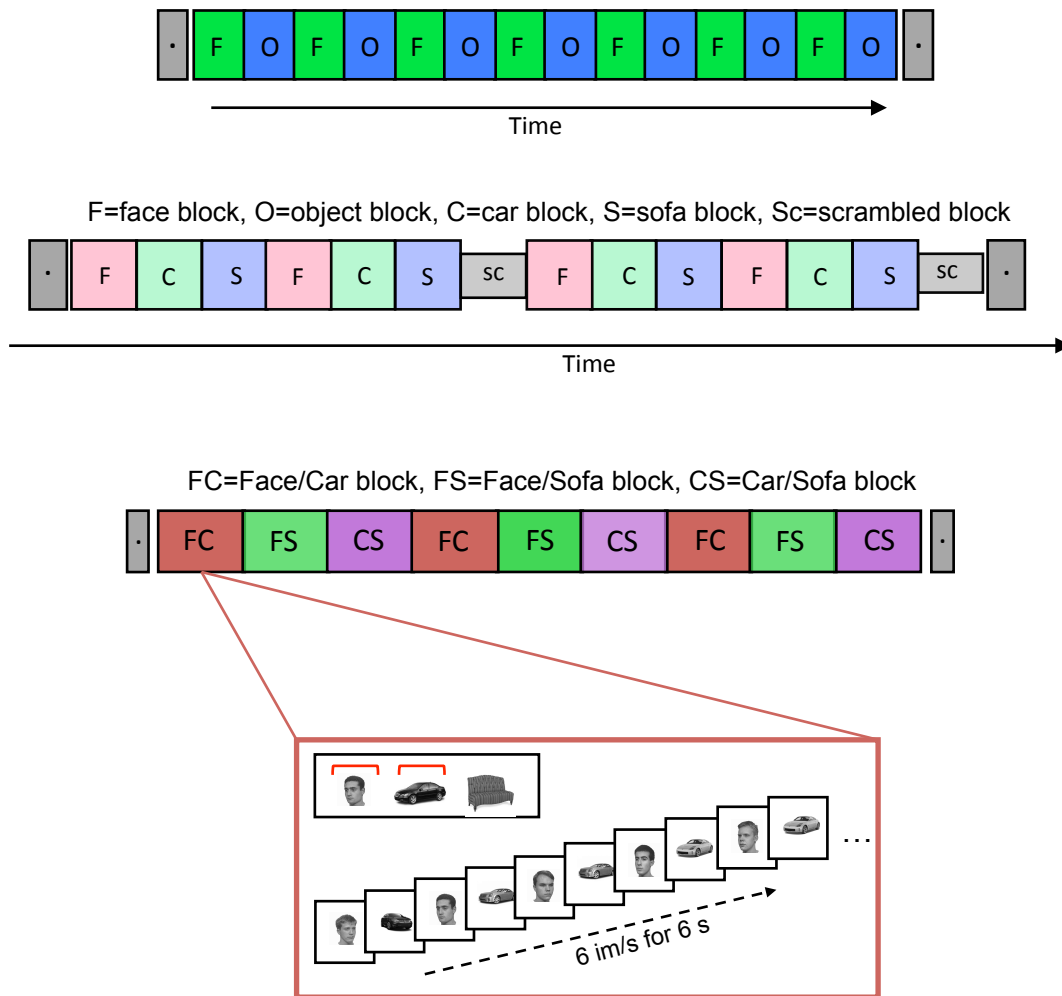 · F O F O F O F O F O F O F O ·
Time
F=face block, O=object block, C=car block, S=sofa block, Sc=scrambled block
· F C S F C S SC F C S F C S SC ·
Time
FC=Face/Car block, FS=Face/Sofa block, CS=Car/Sofa block
· FC FS CS FC FS CS FC FS CS ·
...
6 im/s for 6 s